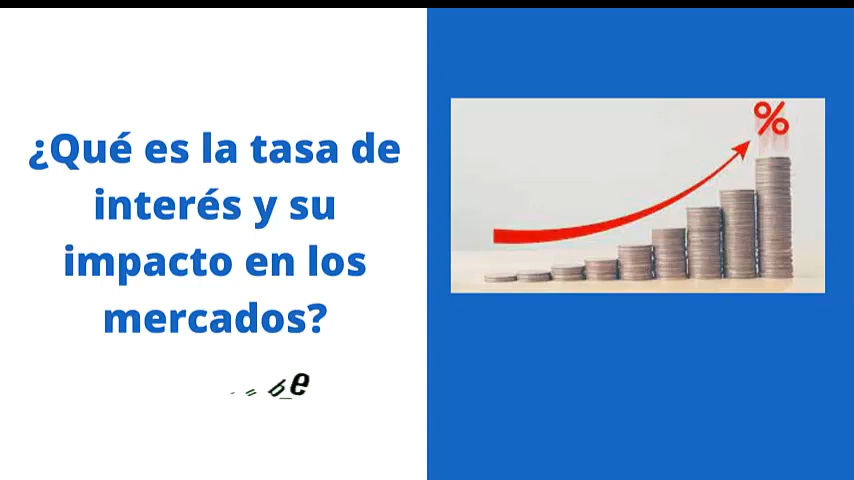 ¿Qué es la tasa de
interés y su
impacto en los
mercados?
%